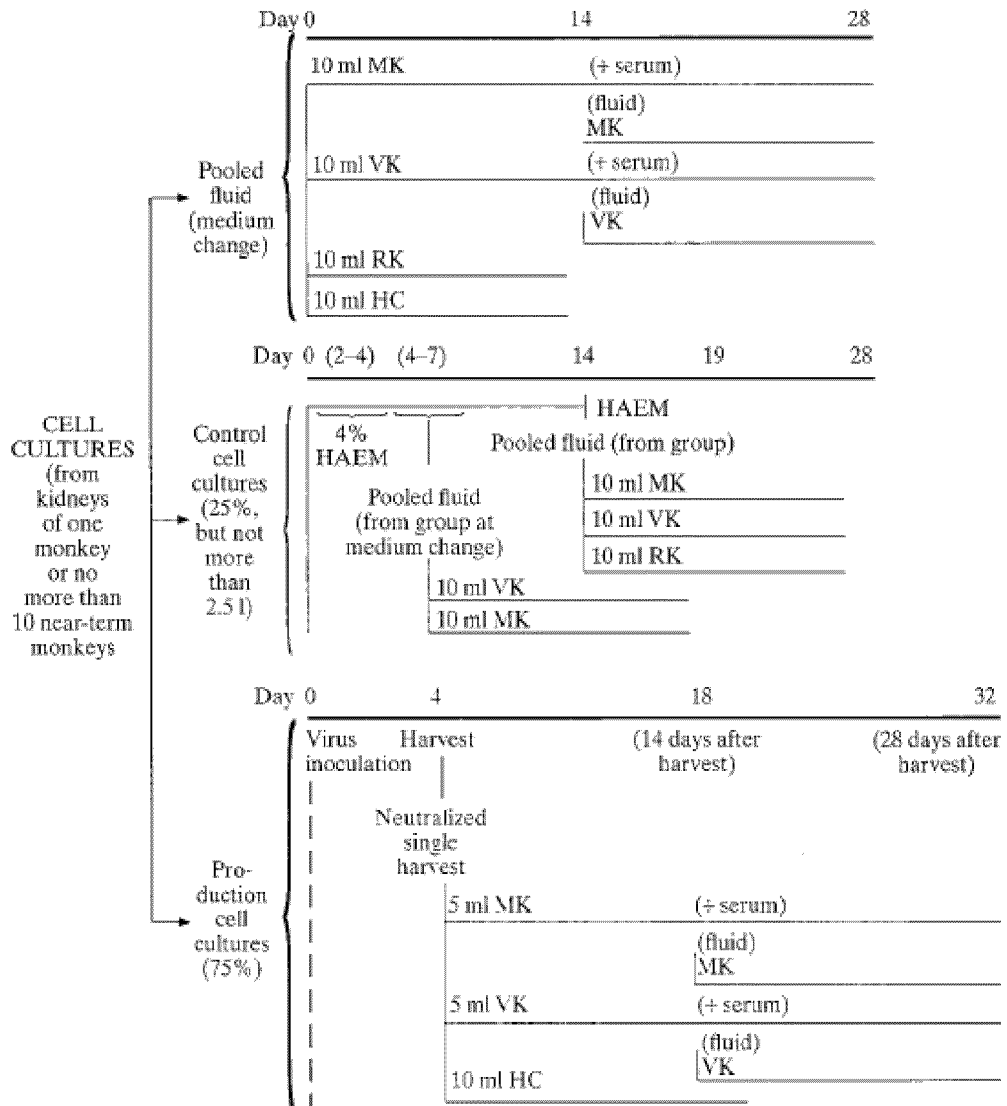 Day 0 14 28
10 ml MK (+ serum)
(fluid)
MK
10 ml VK (+ serum)
(fluid)
VK
10 ml RK
10 ml HC
Pooled
fluid
(medium
change)
Day 0 (2–4) (4–7) 14 19 28
HAEM
4%
HAEM
Pooled fluid (from group)
10 ml MK
10 ml VK
10 ml RK
Pooled fluid
(from group at
medium change)
10 ml VK
10 ml MK
CELL
CULTURES
(from
kidneys
of one
monkey
or no
more than
10 near-term
monkeys
Control
cell
cultures
(25%,
but not
more
than
2.5 l)
Day 0 4 18 32
Virus
inoculation
Harvest
(14 days after
harvest)
(28 days after
harvest)
Neutralized
single
harvest
5 ml MK (+ serum)
(fluid)
MK
5 ml VK (+ serum)
(fluid)
VK
10 ml HC
Pro-
duction
cell
cultures
(75%)